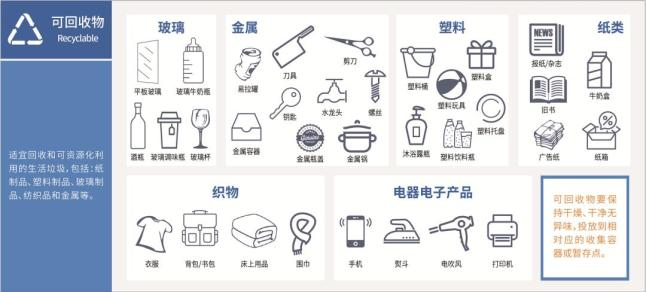 可回收物
Recyclable
适宜回收和可资源化利
用的生活垃圾,包括:纸
制品、塑料制品、玻璃制
品、纺织品和金属等。
玻璃
平板玻璃
玻璃牛奶瓶
酒瓶
玻璃调味瓶
玻璃杯
金属
易拉罐
刀具
剪刀
钥匙
水龙头
螺丝
金属容器
金属瓶盖
金属锅
塑料
塑料桶
塑料盒
塑料玩具
塑料托盘
沐浴露瓶
塑料饮料瓶
纸类
NEWS
报纸/杂志
牛奶盒
旧书
广告纸
纸箱
织物
衣服
背包/书包
床上用品
围巾
电器电子产品
手机
熨斗
电吹风
打印机
可回收物要保
持干燥、干净无
异味,投放到相
对应的收集容
器或暂存点。